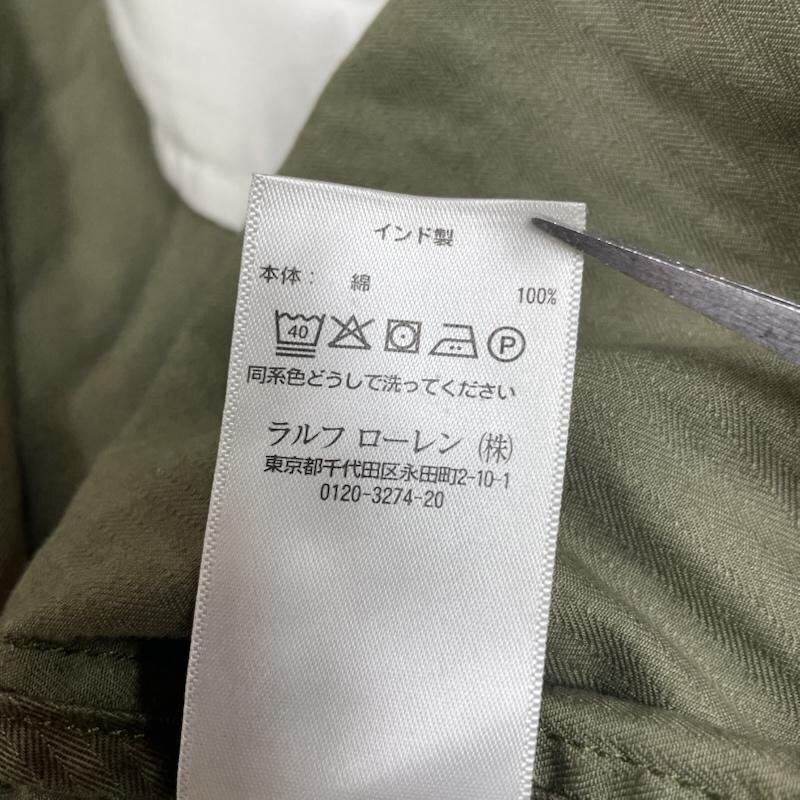 インド製
本体： 綿 100%
40 P
同系色どうしで洗ってください
ラルフ ローレン (株)
東京都千代田区永田町2-10-1
0120-3274-20